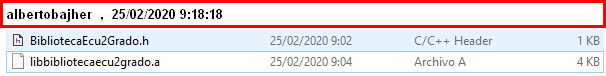 albertobajher , 25/02/2020 9:18:18
BibliotecaEcu2Grado.h 25/02/2020 9:02 C/C++ Header 1 KB
libbibliotecaecu2grado.a 25/02/2020 9:04 Archivo A 4 KB